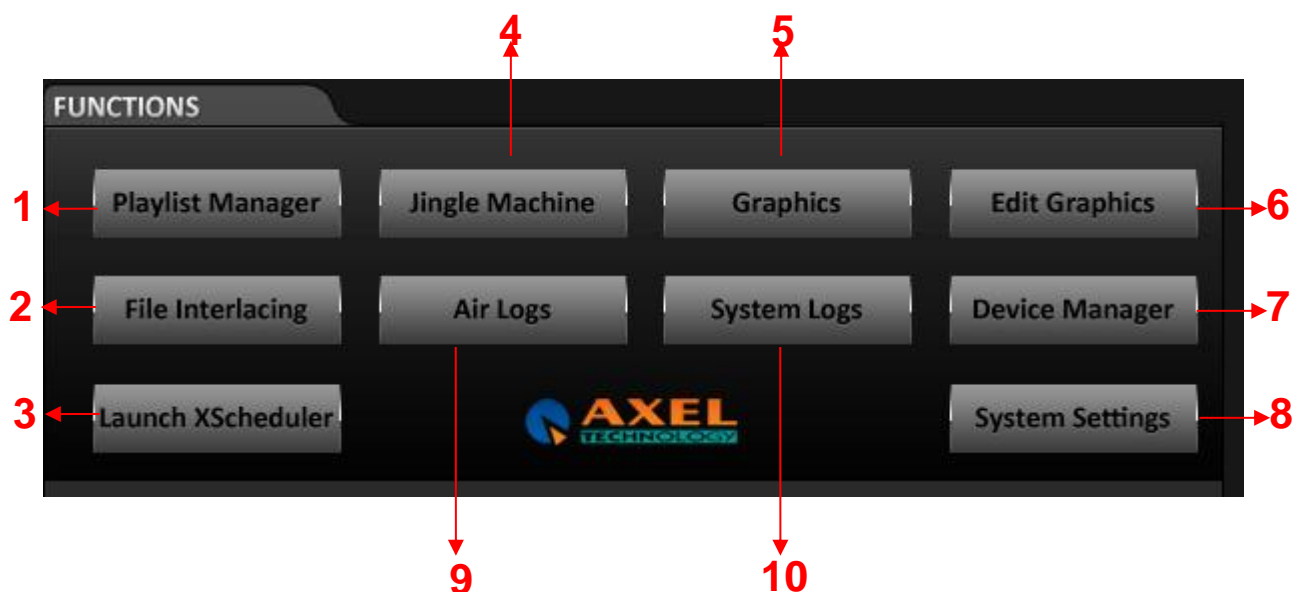 4 5
FUNCTIONS
1 Playlist Manager Jingle Machine Graphics Edit Graphics 6
2 File Interlacing Air Logs System Logs Device Manager 7
3 Launch XScheduler AXEL TECHNOLOGY System Settings 8
9 10